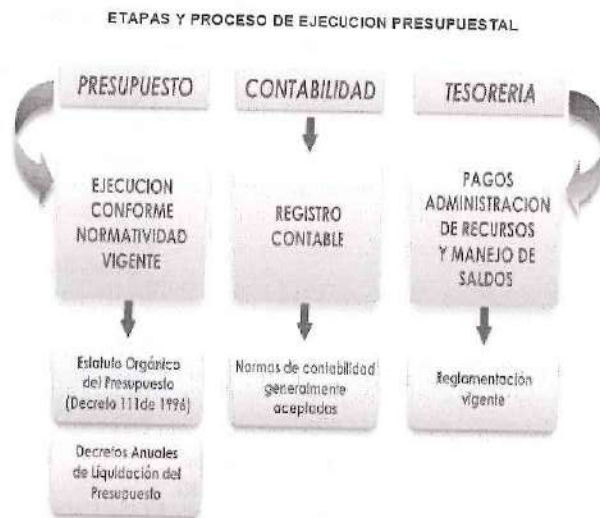 ETAPAS Y PROCESO DE EJECUCION PRESUPUESTAL
PRESUPUESTO
CONTABILIDAD
TESORERIA
EJECUCION
CONFORME
NORMATIVIDAD
VIGENTE
REGISTRO
CONTABLE
PAGOS
ADMINISTRACION
DE RECURSOS
Y MANEJO DE
SALDOS
Estatuto Orgánico
del Presupuesto
(Decreto 111de 1996)
Normas de contabilidad
generalmente
aceptadas
Reglamentación
vigente
Decretos Anuales
de Liquidación del
Presupuesto